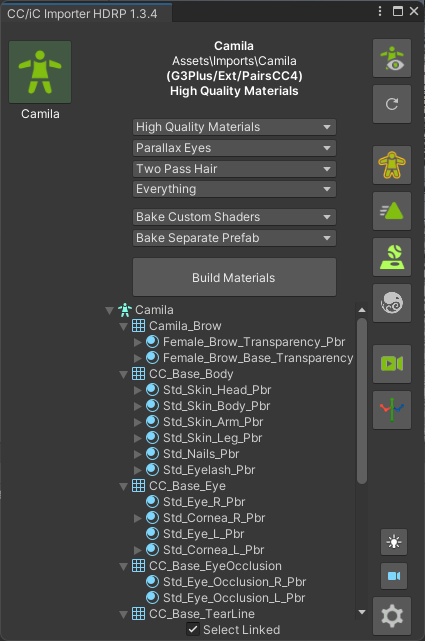 CC/iC Importer HDRP 1.3.4
Camila
Camila
Assets\Imports\Camila
(G3Plus/Ext/PairsCC4)
High Quality Materials
High Quality Materials
Parallax Eyes
Two Pass Hair
Everything
Bake Custom Shaders
Bake Separate Prefab
Build Materials
Camila
Camila_Brow
Female_Brow_Transparency_Pbr
Female_Brow_Base_Transparency
CC_Base_Body
Std_Skin_Head_Pbr
Std_Skin_Body_Pbr
Std_Skin_Arm_Pbr
Std_Skin_Leg_Pbr
Std_Nails_Pbr
Std_Eyelash_Pbr
CC_Base_Eye
Std_Eye_R_Pbr
Std_Cornea_R_Pbr
Std_Eye_L_Pbr
Std_Cornea_L_Pbr
CC_Base_EyeOcclusion
Std_Eye_Occlusion_R_Pbr
Std_Eye_Occlusion_L_Pbr
CC_Base_TearLine
Select Linked